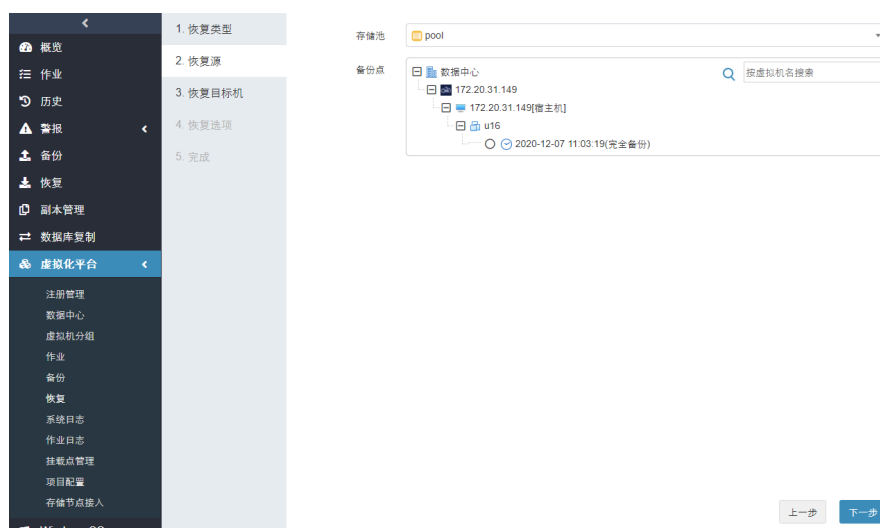 概览
作业
历史
警报
备份
恢复
副本管理
数据库复制
虚拟化平台
注册管理
数据中心
虚拟机分组
作业
备份
恢复
系统日志
作业日志
挂载点管理
项目配置
存储节点接入
1. 恢复类型
2. 恢复源
3. 恢复目标机
4. 恢复选项
5. 完成
存储池
pool
备份点
数据中心
按虚拟机名搜索
172.20.31.149
172.20.31.149[宿主机]
u16
2020-12-07 11:03:19(完全备份)
上一步
下一步